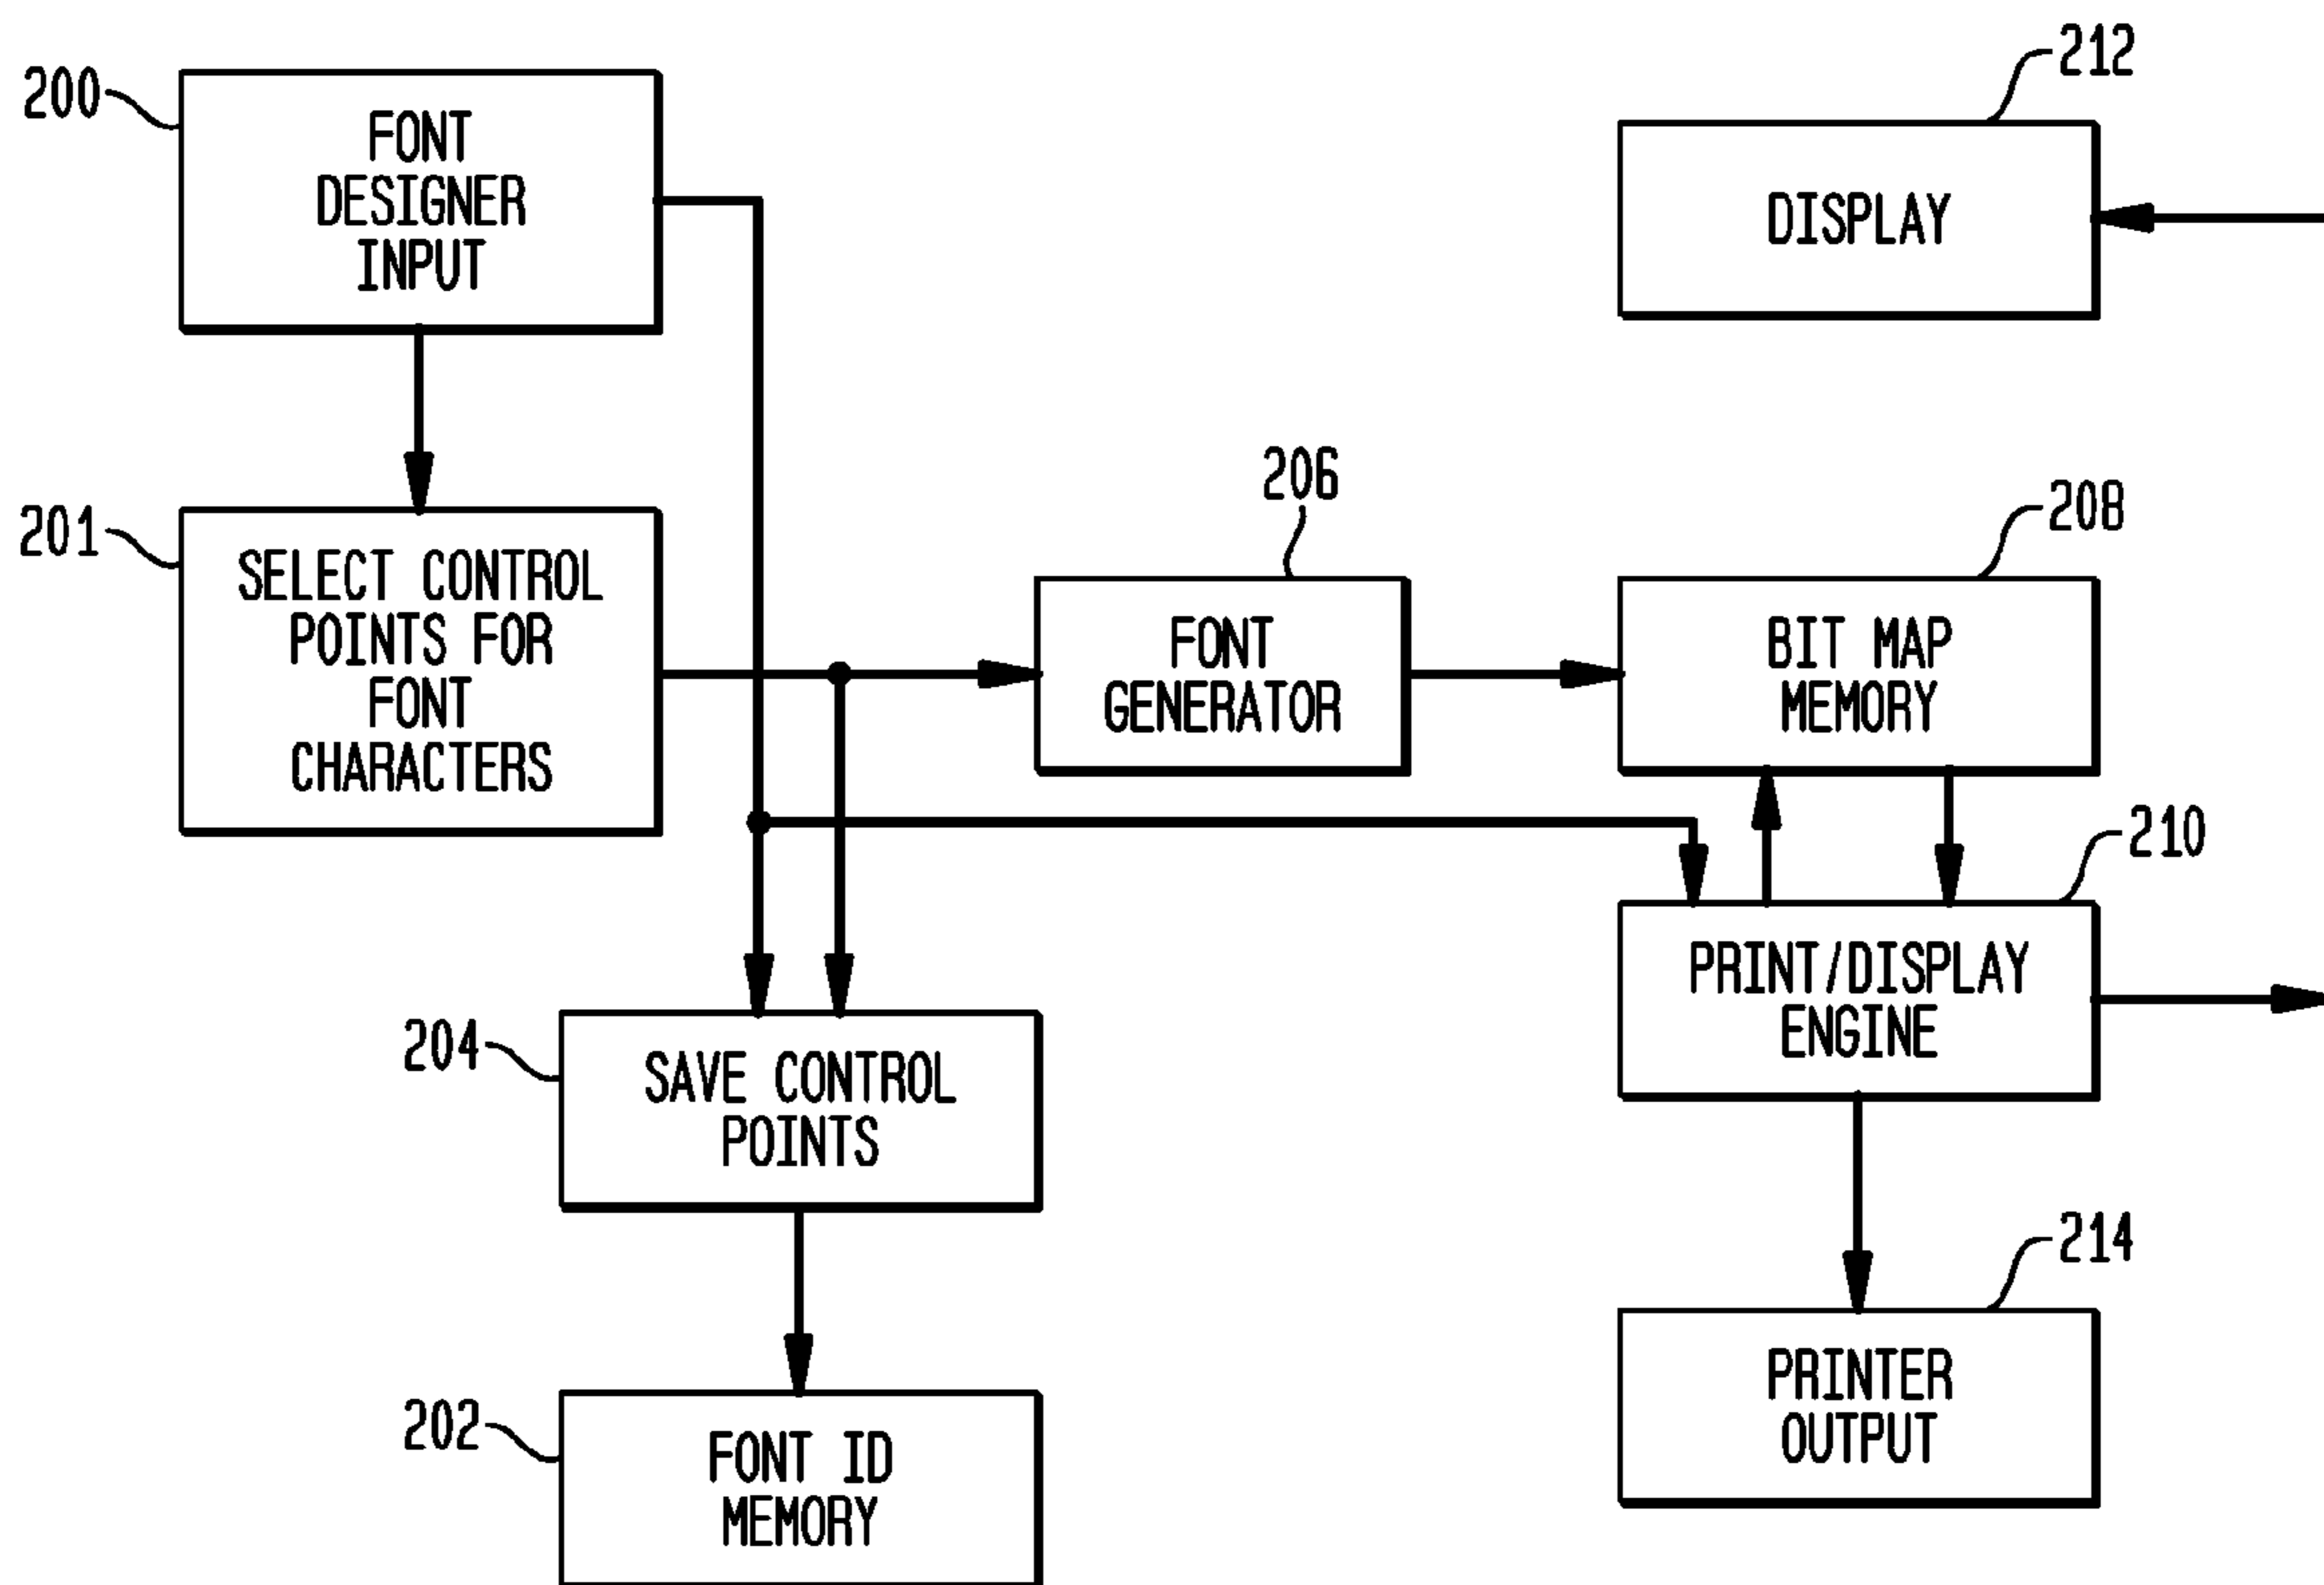 200
FONT
DESIGNER
INPUT
212
DISPLAY
201
SELECT CONTROL
POINTS FOR
FONT
CHARACTERS
206
FONT
GENERATOR
208
BIT MAP
MEMORY
210
PRINT/DISPLAY
ENGINE
204
SAVE CONTROL
POINTS
214
PRINTER
OUTPUT
202
FONT ID
MEMORY